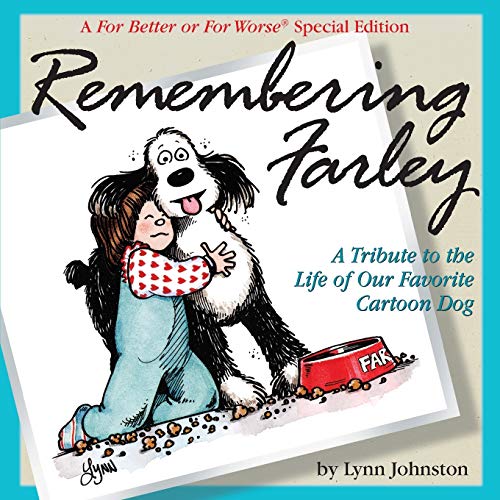 A For Better or For Worse® Special Edition
Remembering
Farley
A Tribute to the
Life of Our Favorite
Cartoon Dog
FAR
Lynn
by Lynn Johnston